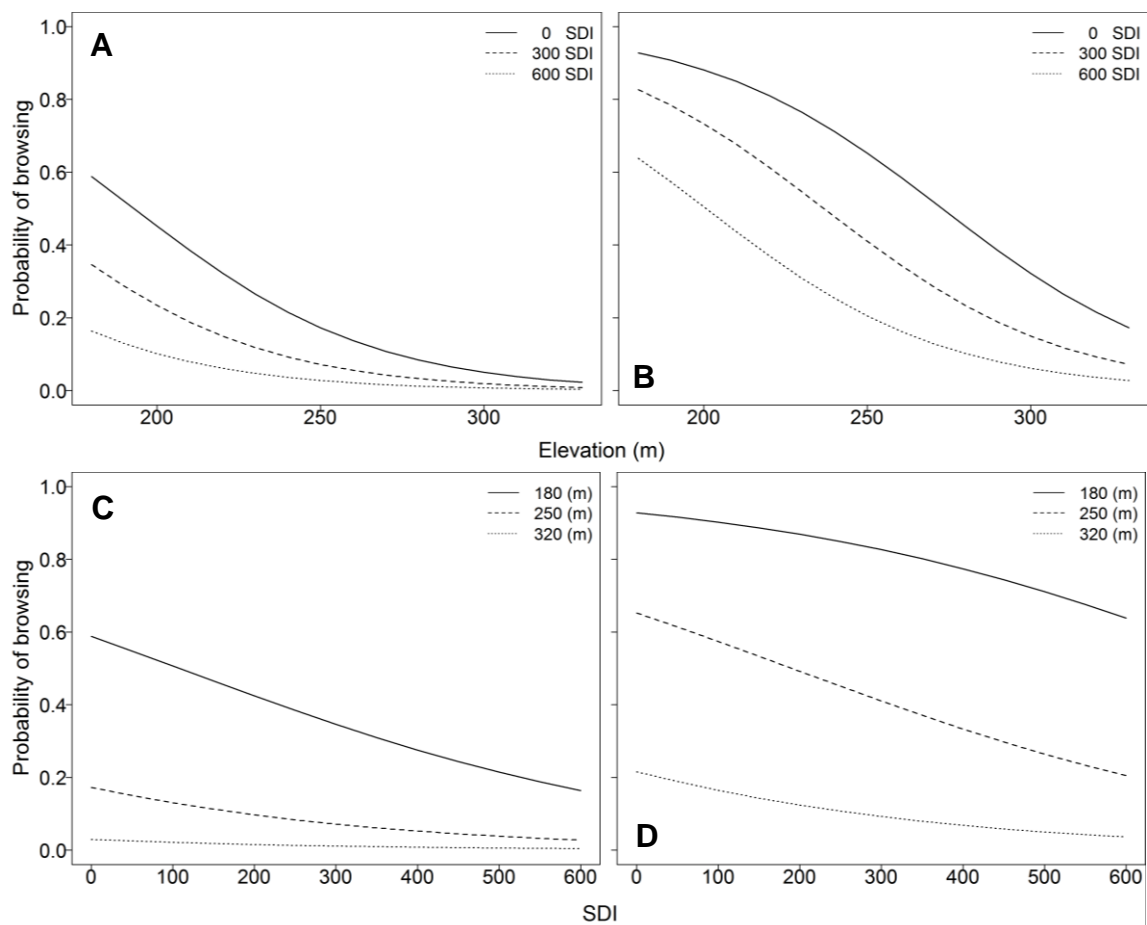 A
0 SDI
300 SDI
600 SDI
1.0
0.8
0.6
0.4
0.2
0.0
Probability of browsing
200 250 300
B
0 SDI
300 SDI
600 SDI
200 250 300
Elevation (m)
C
180 (m)
250 (m)
320 (m)
1.0
0.8
0.6
0.4
0.2
0.0
Probability of browsing
0 100 200 300 400 500 600
D
180 (m)
250 (m)
320 (m)
0 100 200 300 400 500 600
SDI